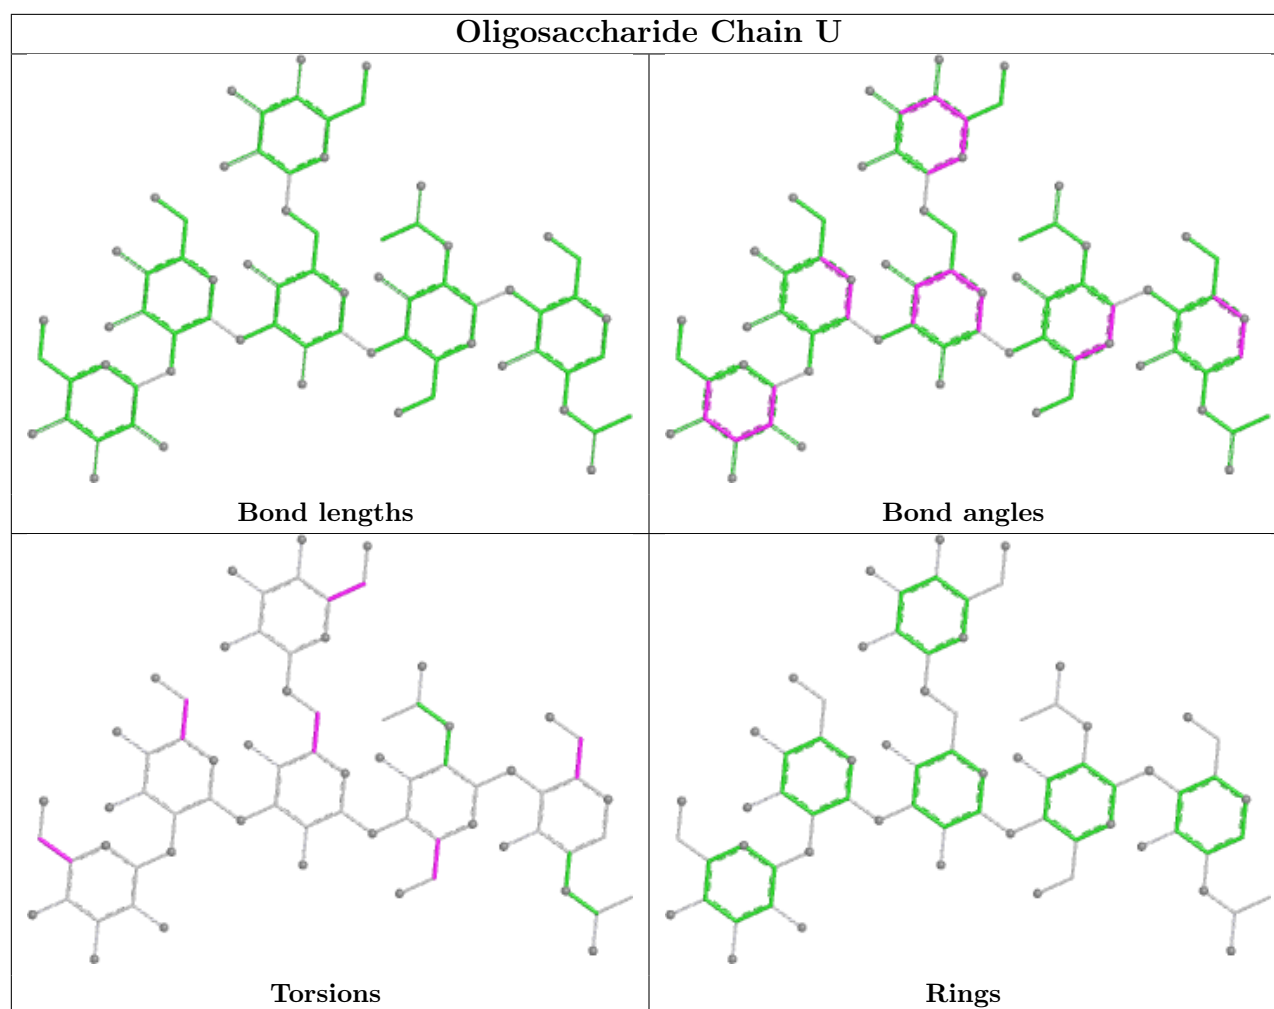 Oligosaccharide Chain U
Bond lengths
Bond angles
Torsions
Rings